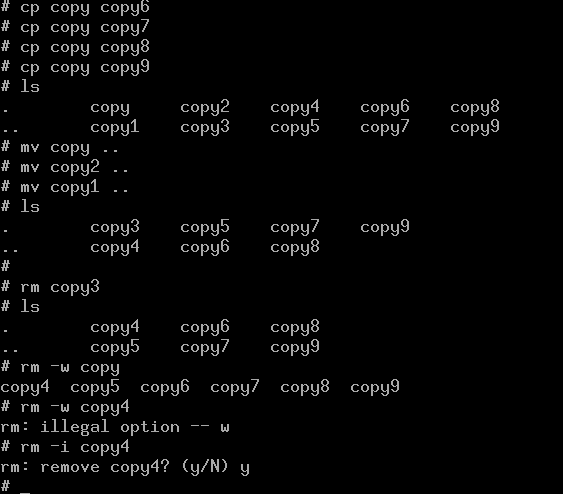 # cp copy copy6
# cp copy copy7
# cp copy copy8
# cp copy copy9
# ls
. copy copy2 copy4 copy6 copy8
.. copy1 copy3 copy5 copy7 copy9
# mv copy ..
# mv copy2 ..
# mv copy1 ..
# ls
. copy3 copy5 copy7 copy9
.. copy4 copy6 copy8
#
# rm copy3
# ls
. copy4 copy6 copy8
.. copy5 copy7 copy9
# rm -w copy
copy4 copy5 copy6 copy7 copy8 copy9
# rm -w copy4
rm: illegal option -- w
# rm -i copy4
rm: remove copy4? (y/N) y
# _